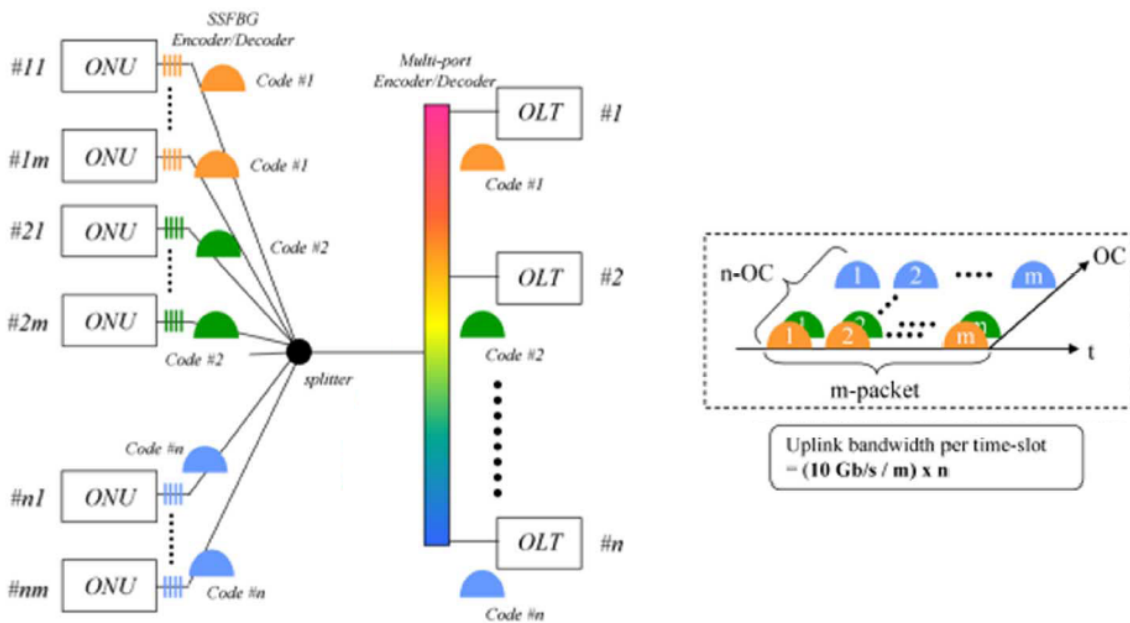 SSFBG
Encoder/Decoder
#11
ONU
Code #1
#1m
ONU
Code #1
#21
ONU
Code #2
#2m
ONU
Code #2
splitter
Code #n
#n1
ONU
#nm
ONU
Code #n
Multi-port
Encoder/Decoder
OLT
#1
Code #1
OLT
#2
Code #2
OLT
#n
Code #n
n-OC
OC
1 2 m
1 2 m
1 2 m
t
m-packet
Uplink bandwidth per time-slot
= (10 Gb/s / m) x n